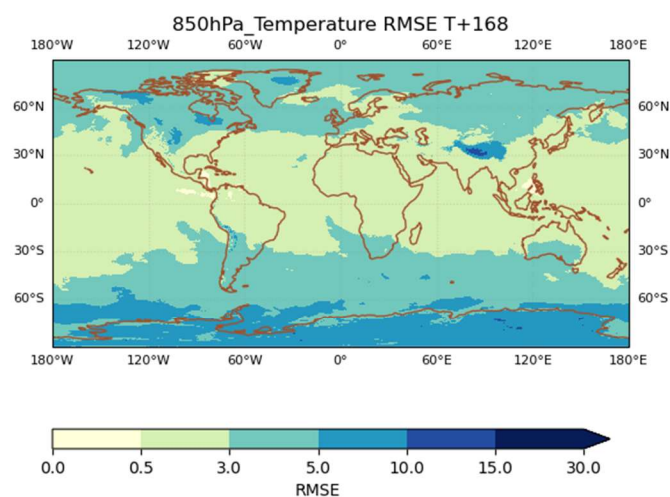 850hPa_Temperature RMSE T+168
180°W 120°W 60°W 0° 60°E 120°E 180°E
60°N 60°N
30°N 30°N
0° 0°
30°S 30°S
60°S 60°S
180°W 120°W 60°W 0° 60°E 120°E 180°E
0.0 0.5 3.0 5.0 10.0 15.0 30.0
RMSE